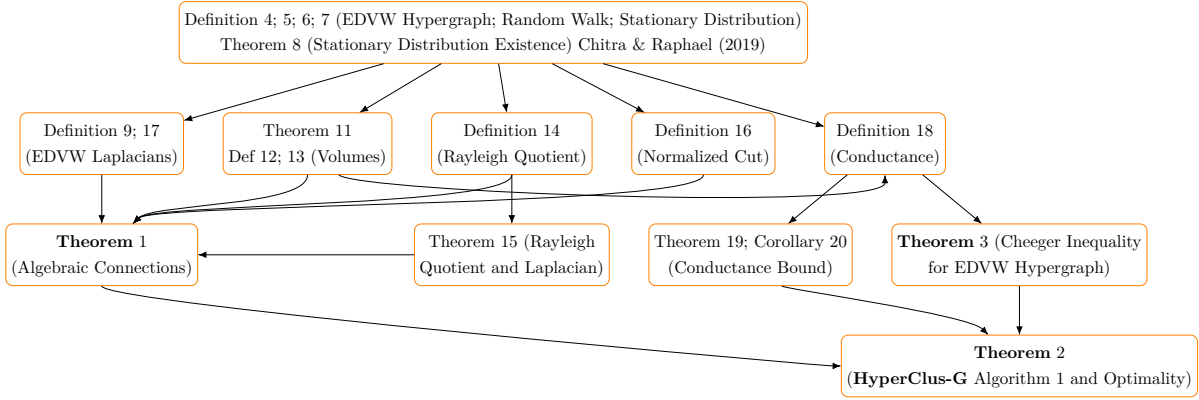 Definition 4; 5; 6; 7 (EDVW Hypergraph; Random Walk; Stationary Distribution)
Theorem 8 (Stationary Distribution Existence) Chitra & Raphael (2019)
Definition 9; 17
(EDVW Laplacians)
Theorem 11
Def 12; 13 (Volumes)
Definition 14
(Rayleigh Quotient)
Definition 16
(Normalized Cut)
Definition 18
(Conductance)
Theorem 1
(Algebraic Connections)
Theorem 15 (Rayleigh
Quotient and Laplacian)
Theorem 19; Corollary 20
(Conductance Bound)
Theorem 3 (Cheeger Inequality
for EDVW Hypergraph)
Theorem 2
(HyperClus-G Algorithm 1 and Optimality)